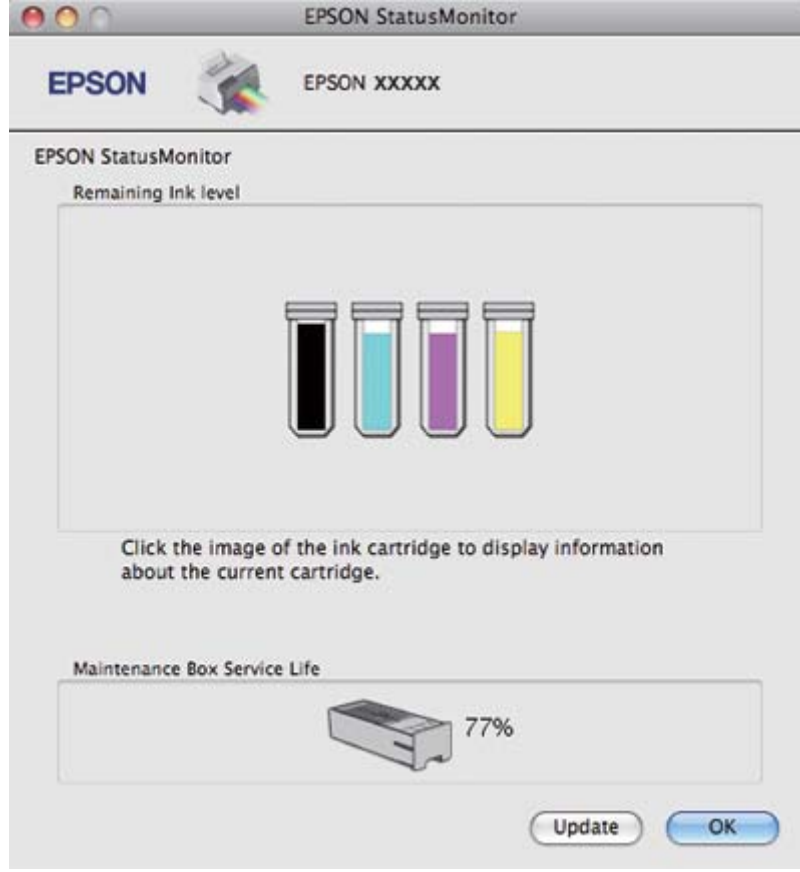 EPSON StatusMonitor
EPSON EPSON XXXXX
EPSON StatusMonitor
Remaining Ink level
Click the image of the ink cartridge to display information
about the current cartridge.
Maintenance Box Service Life
77%
Update OK